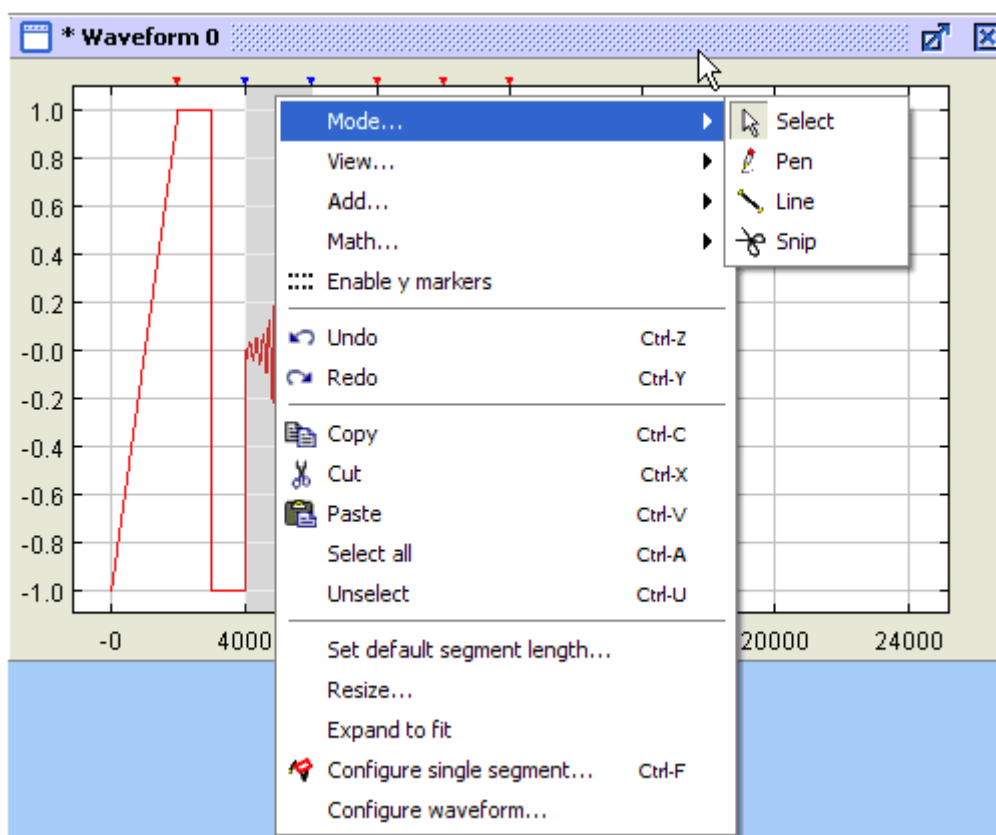 * Waveform 0
1.0
0.8
0.6
0.4
0.2
-0.0
-0.2
-0.4
-0.6
-0.8
-1.0
-0
4000
20000
24000
Mode...
View...
Add...
Math...
Enable y markers
Undo Ctrl-Z
Redo Ctrl-Y
Copy Ctrl-C
Cut Ctrl-X
Paste Ctrl-V
Select all Ctrl-A
Unselect Ctrl-U
Set default segment length...
Resize...
Expand to fit
Configure single segment... Ctrl-F
Configure waveform...
Select
Pen
Line
Snip